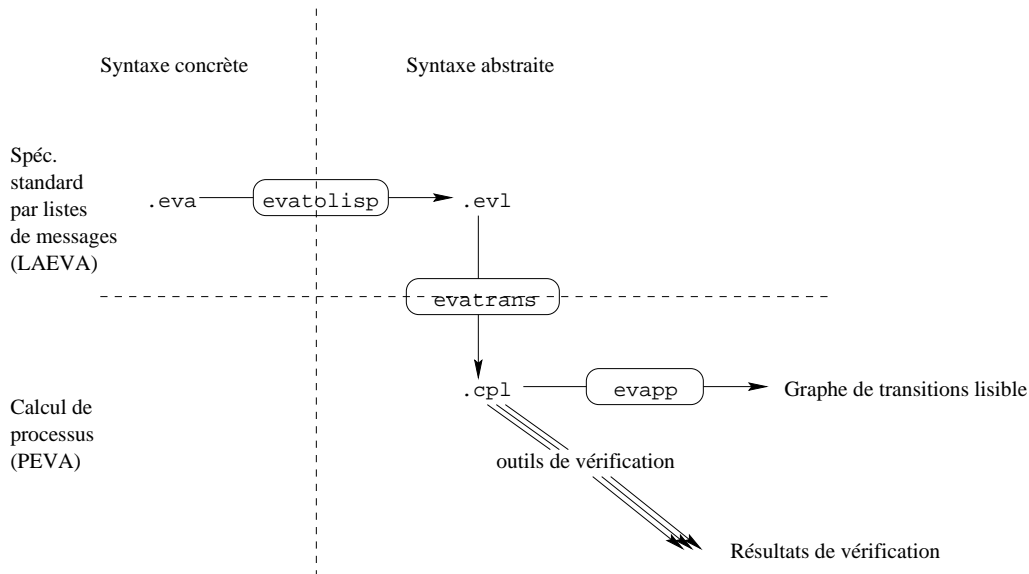 Syntaxe concrète
Syntaxe abstraite
Spéc.
standard
par listes
de messages
(LAEVA)
.eva
evatolisp
.evl
evatrans
.cpl
evapp
Graphe de transitions lisible
Calcul de
processus
(PEVA)
outils de vérification
Résultats de vérification